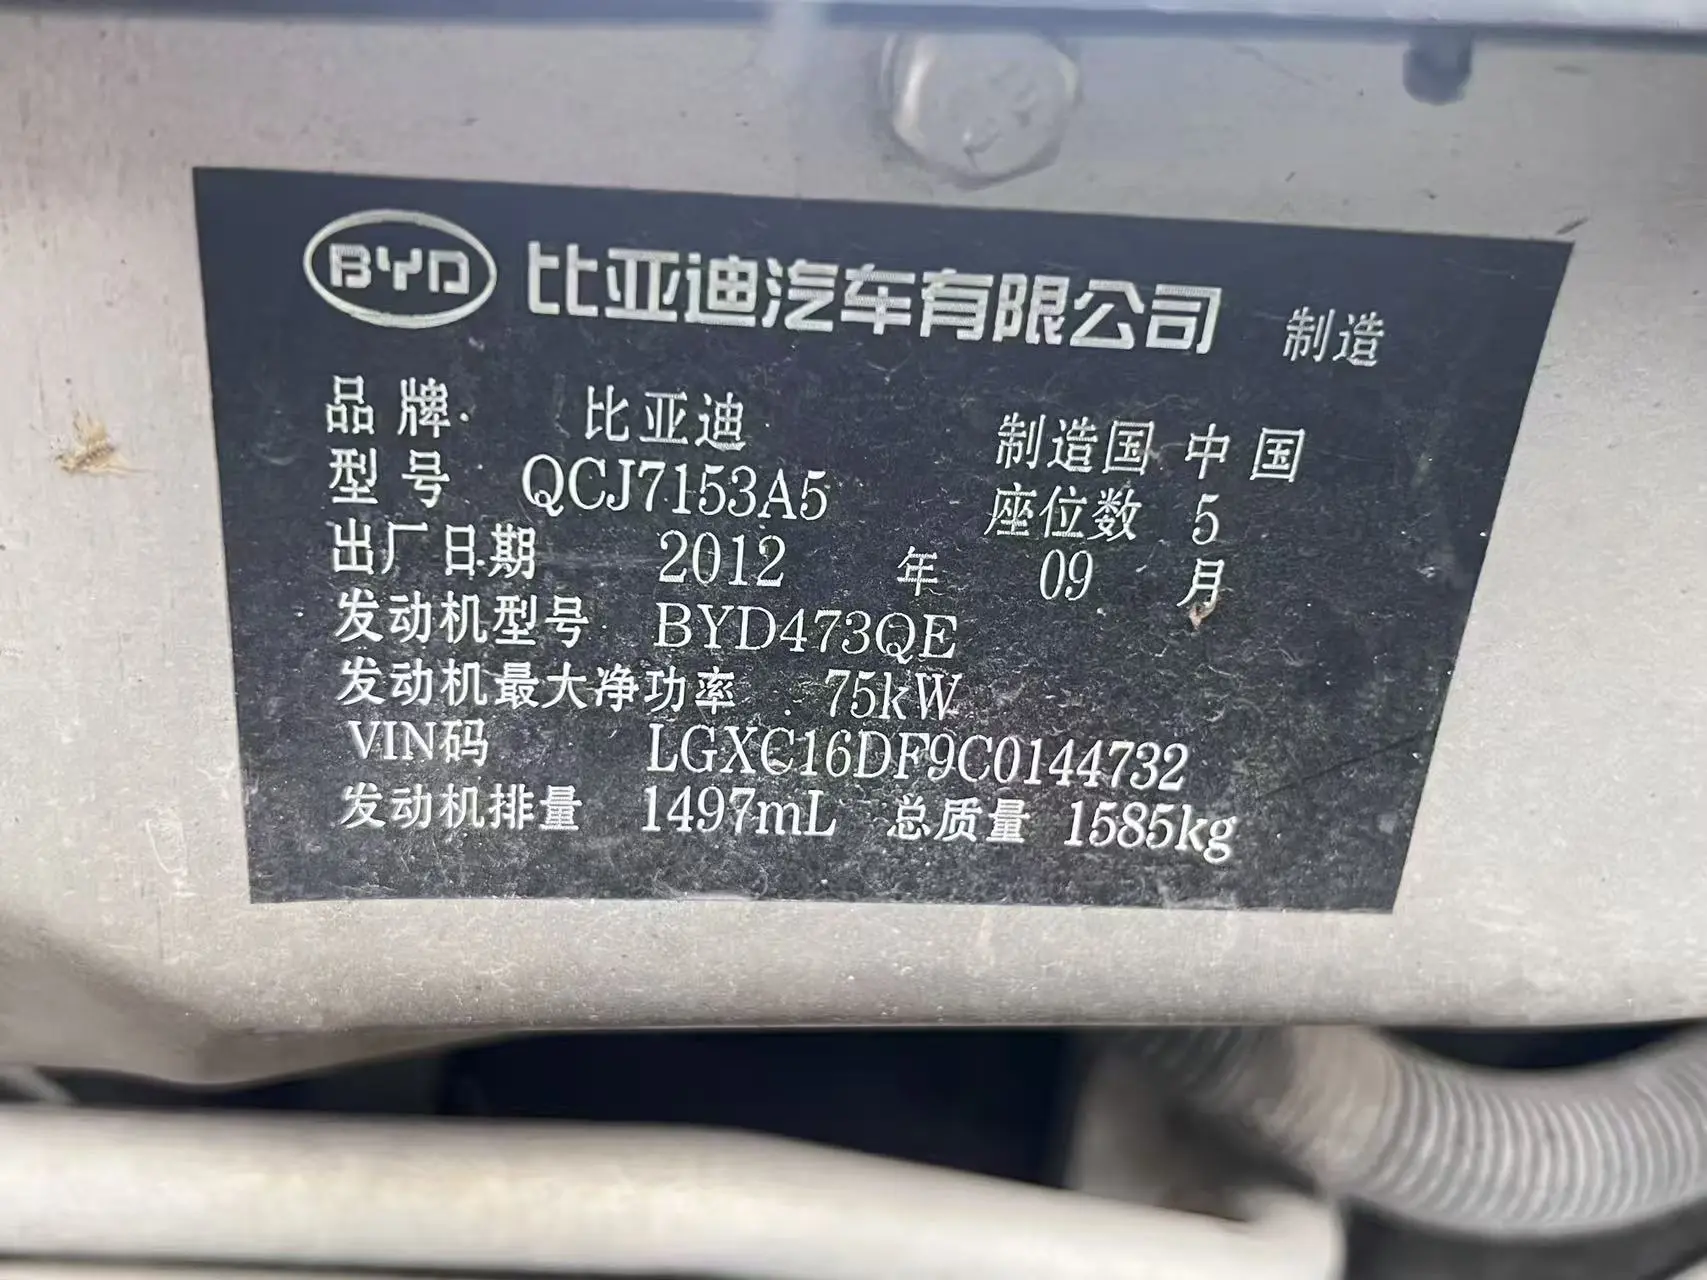 BYD 比亚迪汽车有限公司 制造
品牌 比亚迪 制造国 中国
型号 QCJ7153A5 座位数 5
出厂日期 2012 年 09 月
发动机型号 BYD473QE
发动机最大净功率 75kW
VIN码 LGXC16DF9C0144732
发动机排量 1497mL 总质量 1585kg